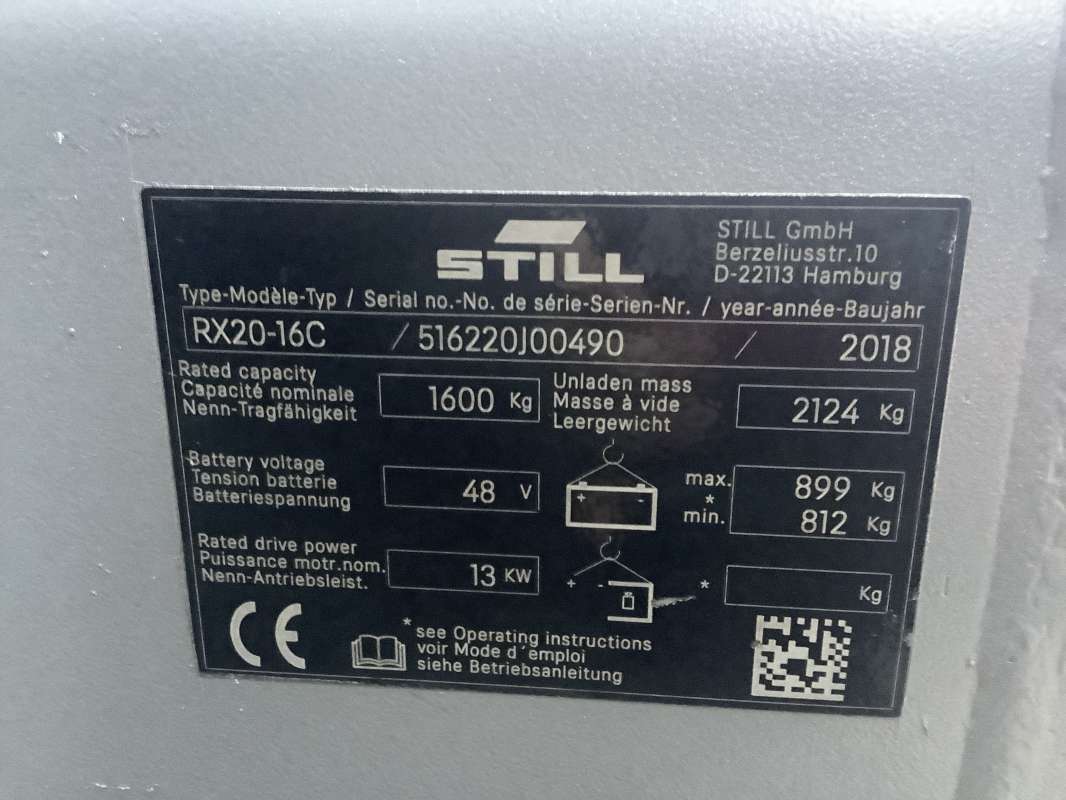 STILL
STILL GmbH
Berzeliusstr.10
D-22113 Hamburg
Type-Modèle-Typ / Serial no.-No. de série-Serien-Nr. / year-année-Baujahr
RX20-16C / 516220J00490 / 2018
Rated capacity
Capacité nominale
Nenn-Tragfähigkeit
1600 Kg
Unladen mass
Masse à vide
Leergewicht
2124 Kg
Battery voltage
Tension batterie
Batteriespannung
48 V
+ -
max. 899 Kg
*
min. 812 Kg
Rated drive power
Puissance motr.nom.
Nenn-Antriebsleist.
13 KW
+ -
* Kg
CE
* see Operating instructions
voir Mode d´emploi
siehe Betriebsanleitung